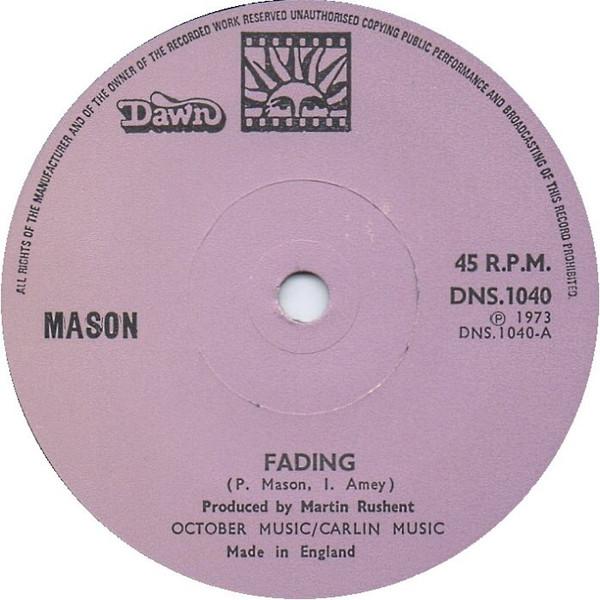 ALL RIGHTS OF THE MANUFACTURER AND OF THE OWNER OF THE RECORDED WORK RESERVED UNAUTHORISED COPYING PUBLIC PERFORMANCE AND BROADCASTING OF THIS RECORD PROHIBITED.
Dawn
45 R.P.M.
DNS.1040
MASON
℗ 1973
DNS.1040-A
FADING
(P. Mason, I. Amey)
Produced by Martin Rushent
OCTOBER MUSIC/CARLIN MUSIC
Made in England